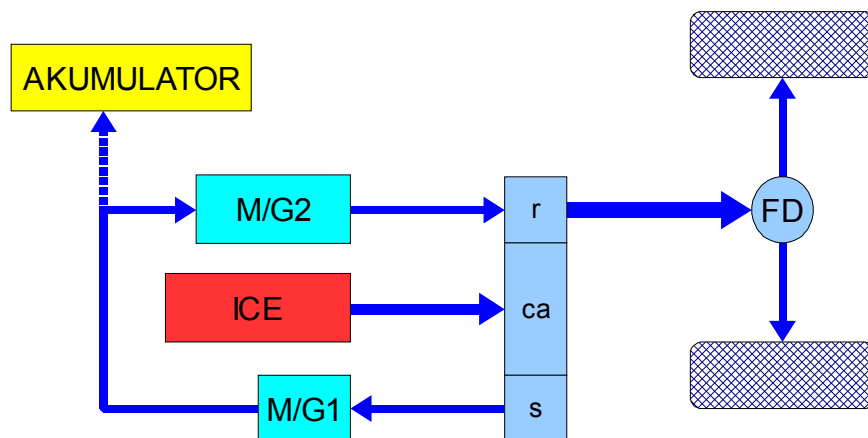 AKUMULATOR
M/G2
r
FD
ICE
ca
M/G1
s